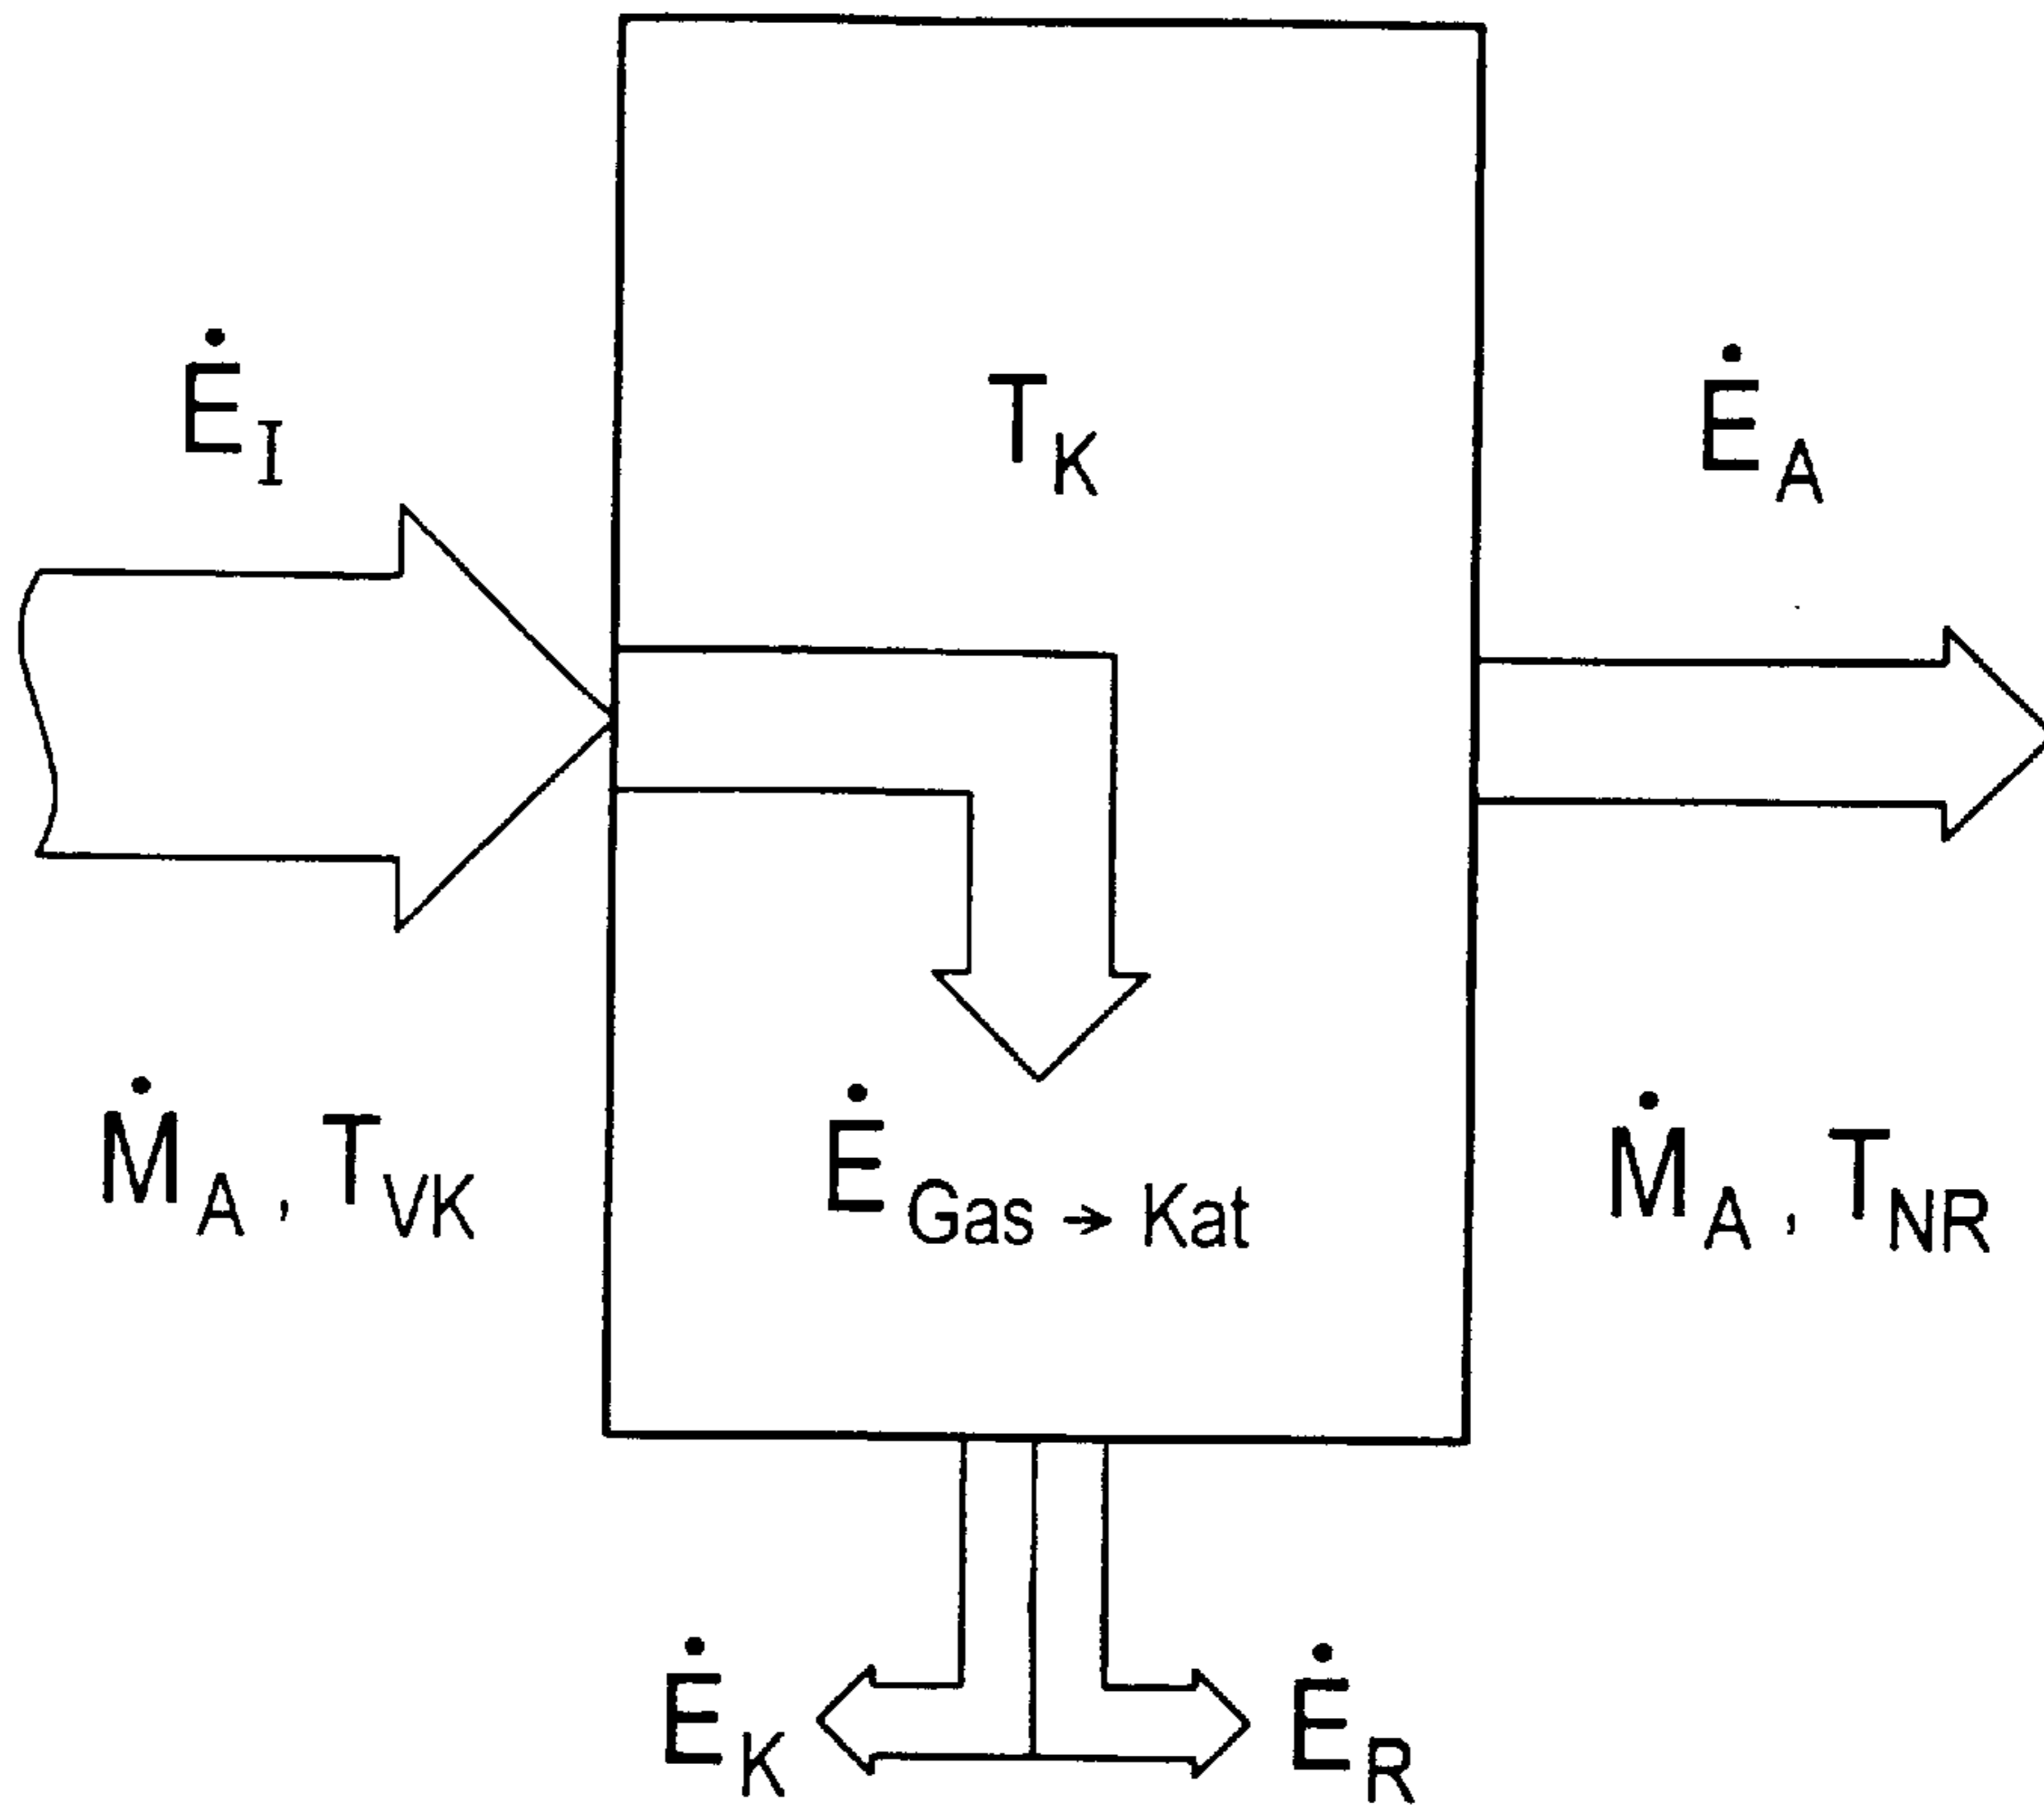 Ė_I
T_K
Ė_A
Ṁ_A, T_VK
Ė_Gas → Kat
Ṁ_A, T_NR
Ė_K
Ė_R